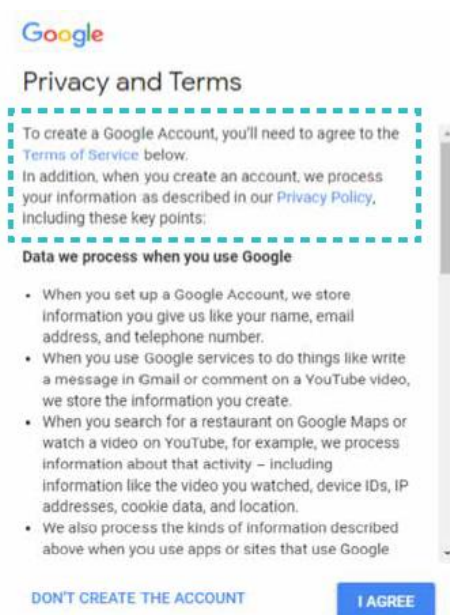 Google
Privacy and Terms
To create a Google Account, you'll need to agree to the
Terms of Service below.
In addition, when you create an account, we process
your information as described in our Privacy Policy,
including these key points:
Data we process when you use Google
• When you set up a Google Account, we store
information you give us like your name, email
address, and telephone number.
• When you use Google services to do things like write
a message in Gmail or comment on a YouTube video,
we store the information you create.
• When you search for a restaurant on Google Maps or
watch a video on YouTube, for example, we process
information about that activity – including
information like the video you watched, device IDs, IP
addresses, cookie data, and location.
• We also process the kinds of information described
above when you use apps or sites that use Google
DON'T CREATE THE ACCOUNT
I AGREE